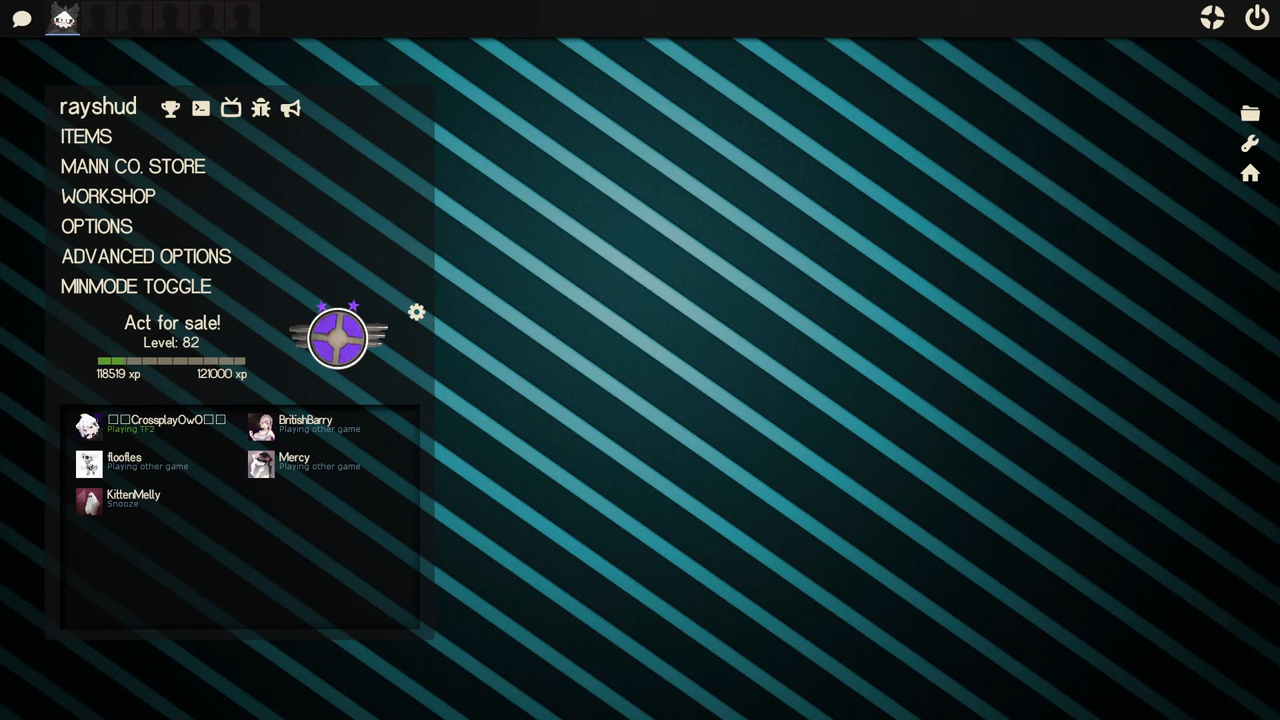 rayshud
ITEMS
MANN CO. STORE
WORKSHOP
OPTIONS
ADVANCED OPTIONS
MINMODE TOGGLE
Act for sale!
Level: 82
118519 xp 121000 xp
□□CrossplayOwO□□ BritishBarry
Playing TF2 Playing other game
floofles Mercy
Playing other game Playing other game
KittenMelly
Snooze